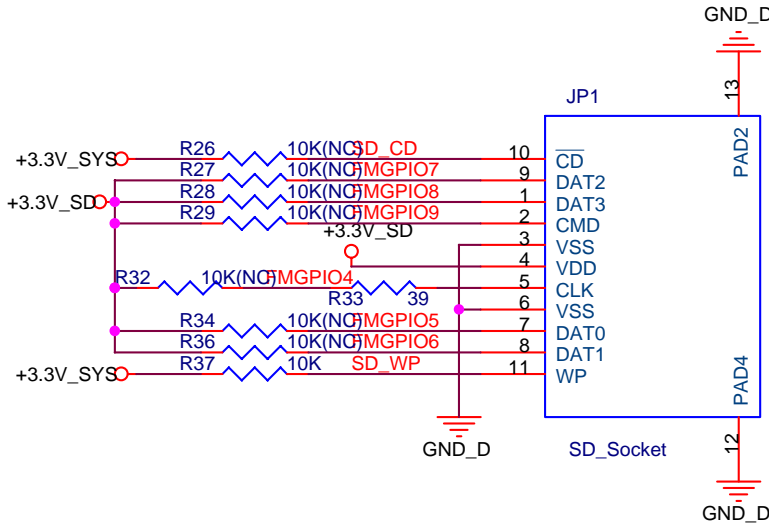 GND_D
13
JP1
PAD2
+3.3V_SYS R26 10K(NC) SD_CD 10 CD
R27 10K(NC) FMGPIO7 9 DAT2
+3.3V_SD R28 10K(NC) FMGPIO8 1 DAT3
R29 10K(NC) FMGPIO9 2 CMD
+3.3V_SD
3 VSS
4 VDD
R32 10K(NC) FMGPIO4 R33 39 5 CLK
6 VSS
R34 10K(NC) FMGPIO5 7 DAT0
R36 10K(NC) FMGPIO6 8 DAT1
+3.3V_SYS R37 10K SD_WP 11 WP
PAD4
12
GND_D
SD_Socket
GND_D